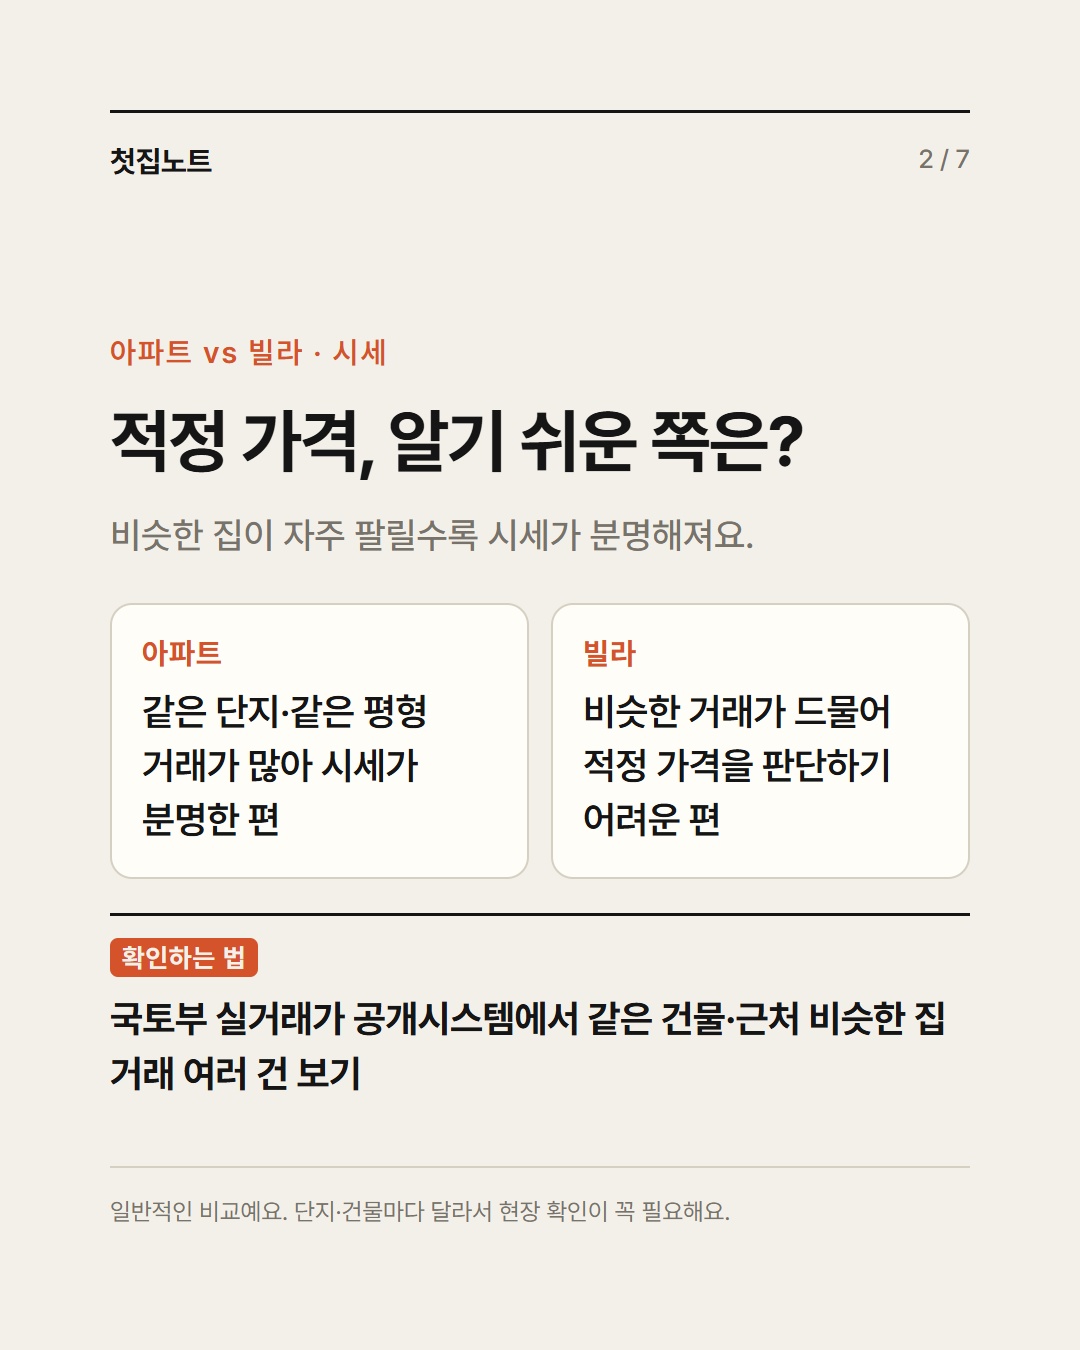 첫집노트
2 / 7
아파트 vs 빌라 · 시세
적정 가격, 알기 쉬운 쪽은?
비슷한 집이 자주 팔릴수록 시세가 분명해져요.
아파트
같은 단지·같은 평형
거래가 많아 시세가
분명한 편
빌라
비슷한 거래가 드물어
적정 가격을 판단하기
어려운 편
확인하는 법
국토부 실거래가 공개시스템에서 같은 건물·근처 비슷한 집
거래 여러 건 보기
일반적인 비교예요. 단지·건물마다 달라서 현장 확인이 꼭 필요해요.